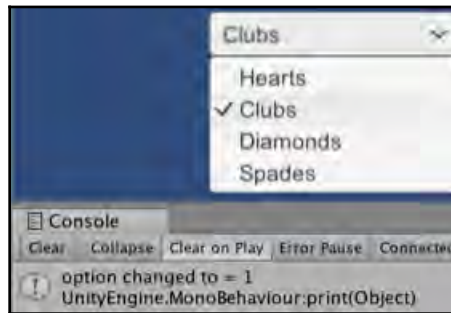 Clubs
Hearts
Clubs
Diamonds
Spades
Console
Clear Collapse Clear on Play Error Pause Connected
option changed to = 1
UnityEngine.MonoBehaviour:print(Object)